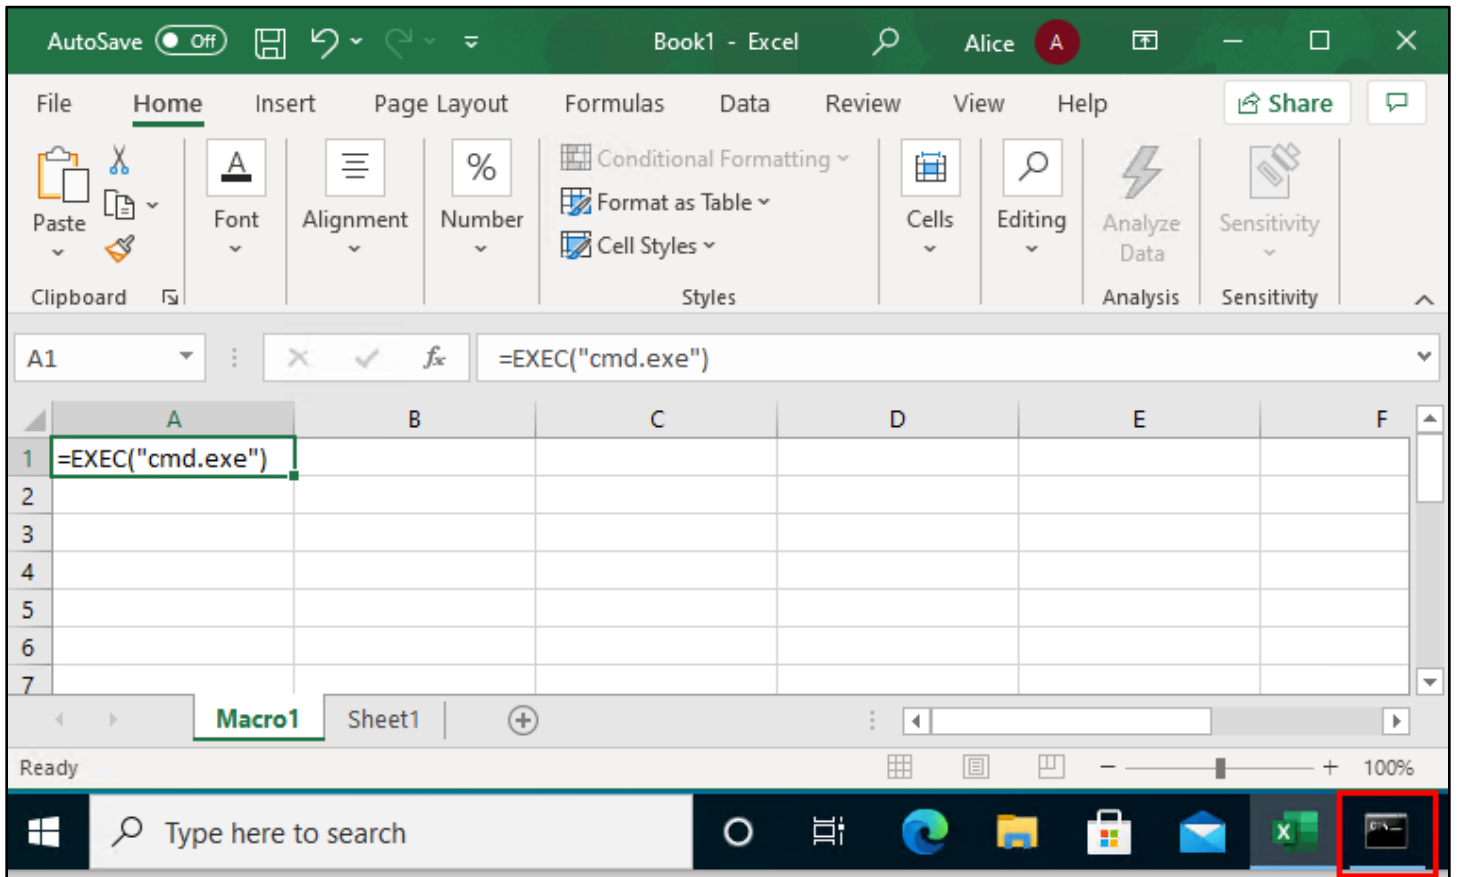 AutoSave Off Book1 - Excel Alice A
File Home Insert Page Layout Formulas Data Review View Help Share
Paste
Font
Alignment
%
Number
Conditional Formatting
Format as Table
Cell Styles
Cells
Editing
Analyze
Data
Sensitivity
Clipboard Styles Analysis Sensitivity
A1 fx =EXEC("cmd.exe")
A B C D E F
1 =EXEC("cmd.exe")
2
3
4
5
6
7
Macro1 Sheet1
Ready 100%
Type here to search